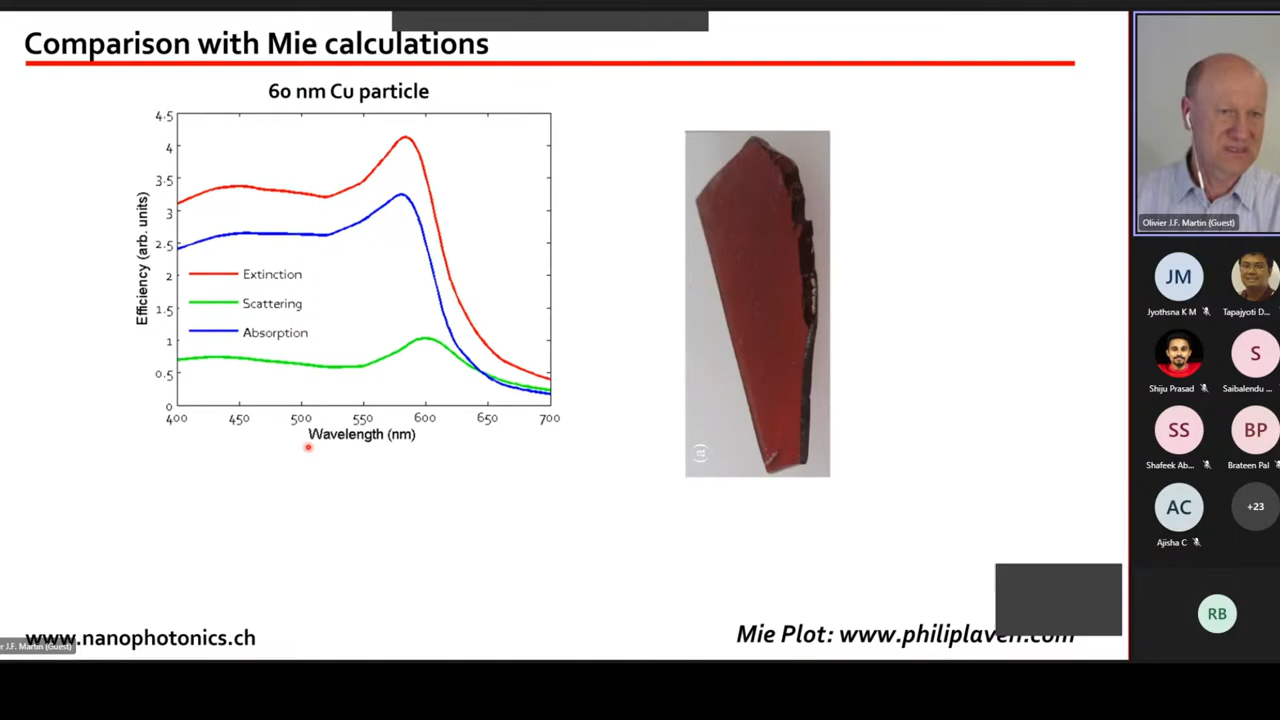 Comparison with Mie calculations
60 nm Cu particle
4.5
4
3.5
3
2.5
2
1.5
1
0.5
0
Efficiency (arb. units)
Extinction
Scattering
Absorption
400 450 500 550 600 650 700
Wavelength (nm)
(a)
www.nanophotonics.ch
r J.F. Martin (Guest)
Mie Plot: www.philiplaven.com
Olivier J.F. Martin (Guest)
JM
Jyothsna K M
Tapajyoti D...
Shiju Prasad
S
Saibalendu ...
SS
Shafeek Ab...
BP
Brateen Pal
AC
Ajisha C
+23
RB